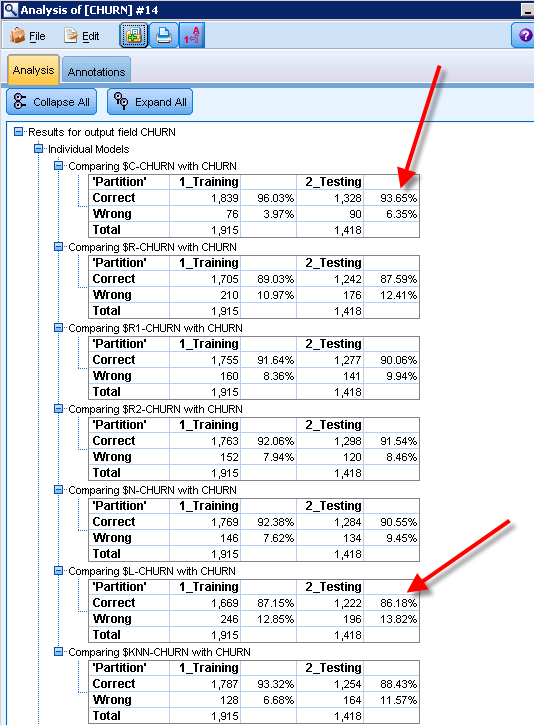 Analysis of [CHURN] #14
File Edit
Analysis Annotations
Collapse All Expand All
Results for output field CHURN
Individual Models
Comparing $C-CHURN with CHURN
'Partition' 1_Training 2_Testing
Correct 1,839 96.03% 1,328 93.65%
Wrong 76 3.97% 90 6.35%
Total 1,915 1,418
Comparing $R-CHURN with CHURN
'Partition' 1_Training 2_Testing
Correct 1,705 89.03% 1,242 87.59%
Wrong 210 10.97% 176 12.41%
Total 1,915 1,418
Comparing $R1-CHURN with CHURN
'Partition' 1_Training 2_Testing
Correct 1,755 91.64% 1,277 90.06%
Wrong 160 8.36% 141 9.94%
Total 1,915 1,418
Comparing $R2-CHURN with CHURN
'Partition' 1_Training 2_Testing
Correct 1,763 92.06% 1,298 91.54%
Wrong 152 7.94% 120 8.46%
Total 1,915 1,418
Comparing $N-CHURN with CHURN
'Partition' 1_Training 2_Testing
Correct 1,769 92.38% 1,284 90.55%
Wrong 146 7.62% 134 9.45%
Total 1,915 1,418
Comparing $L-CHURN with CHURN
'Partition' 1_Training 2_Testing
Correct 1,669 87.15% 1,222 86.18%
Wrong 246 12.85% 196 13.82%
Total 1,915 1,418
Comparing $KNN-CHURN with CHURN
'Partition' 1_Training 2_Testing
Correct 1,787 93.32% 1,254 88.43%
Wrong 128 6.68% 164 11.57%
Total 1,915 1,418